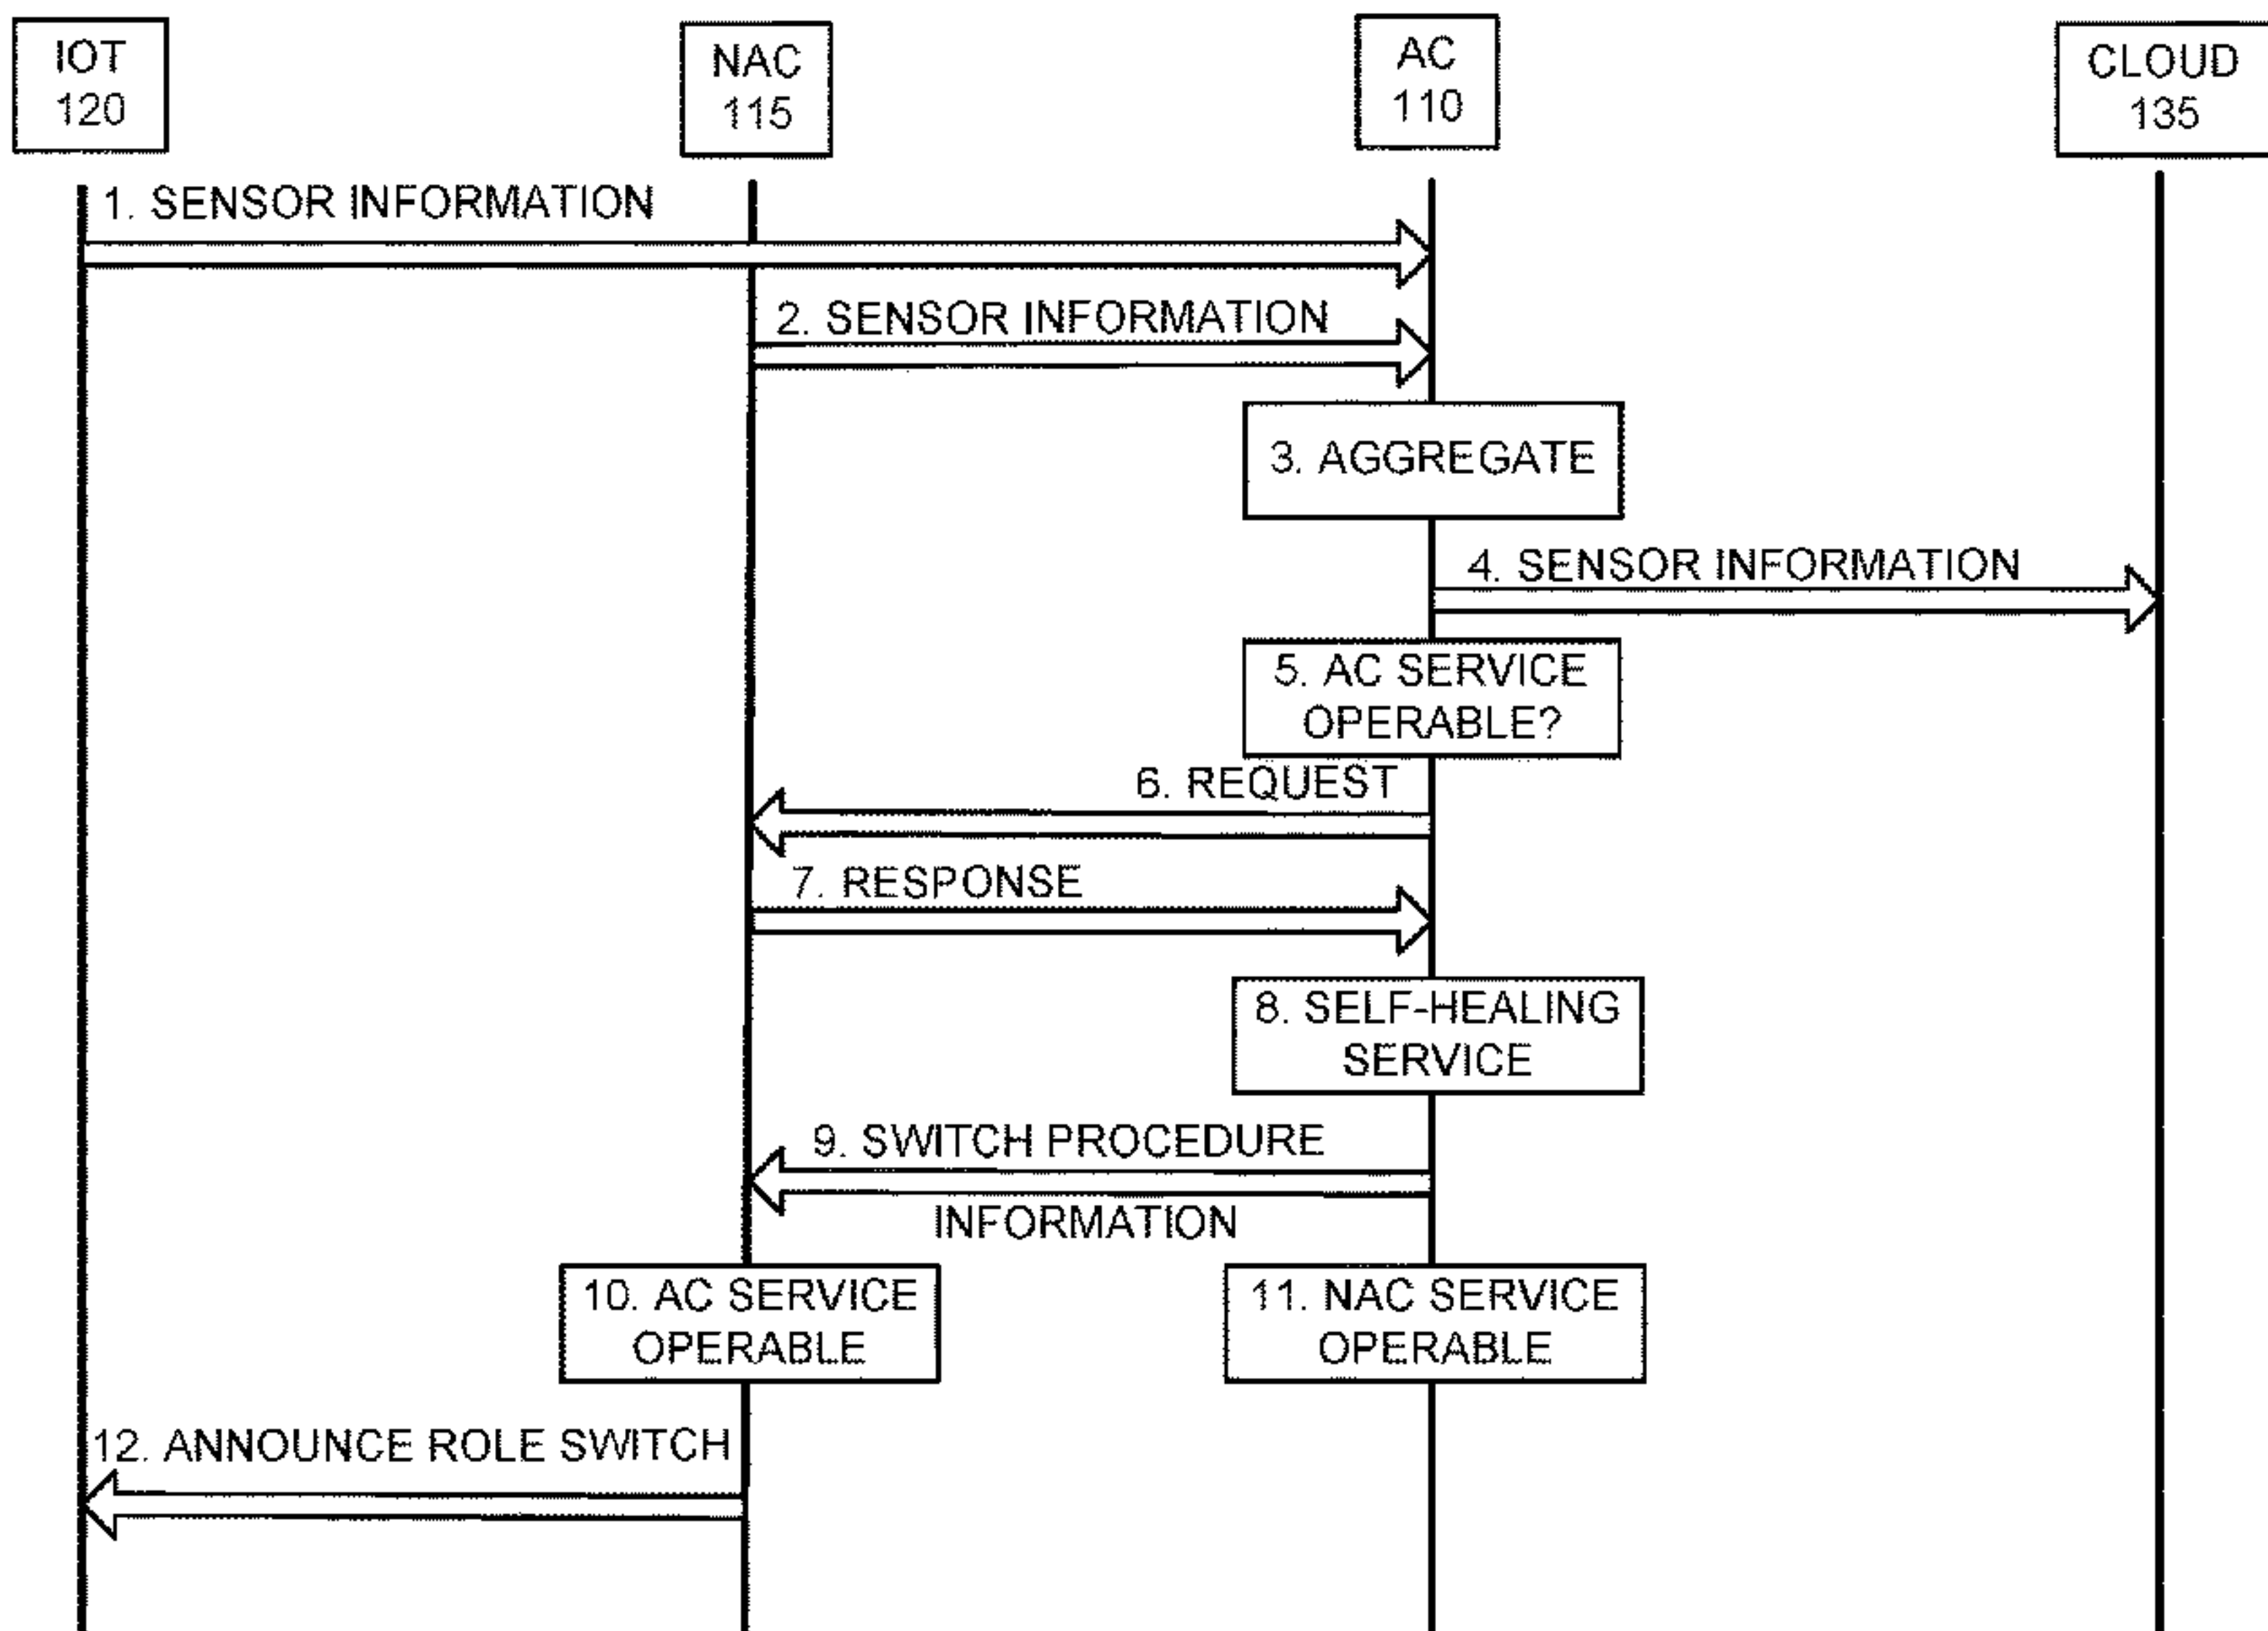 IOT
120
NAC
115
AC
110
CLOUD
135
1. SENSOR INFORMATION
2. SENSOR INFORMATION
3. AGGREGATE
4. SENSOR INFORMATION
5. AC SERVICE
OPERABLE?
6. REQUEST
7. RESPONSE
8. SELF-HEALING
SERVICE
9. SWITCH PROCEDURE
INFORMATION
10. AC SERVICE
OPERABLE
11. NAC SERVICE
OPERABLE
12. ANNOUNCE ROLE SWITCH